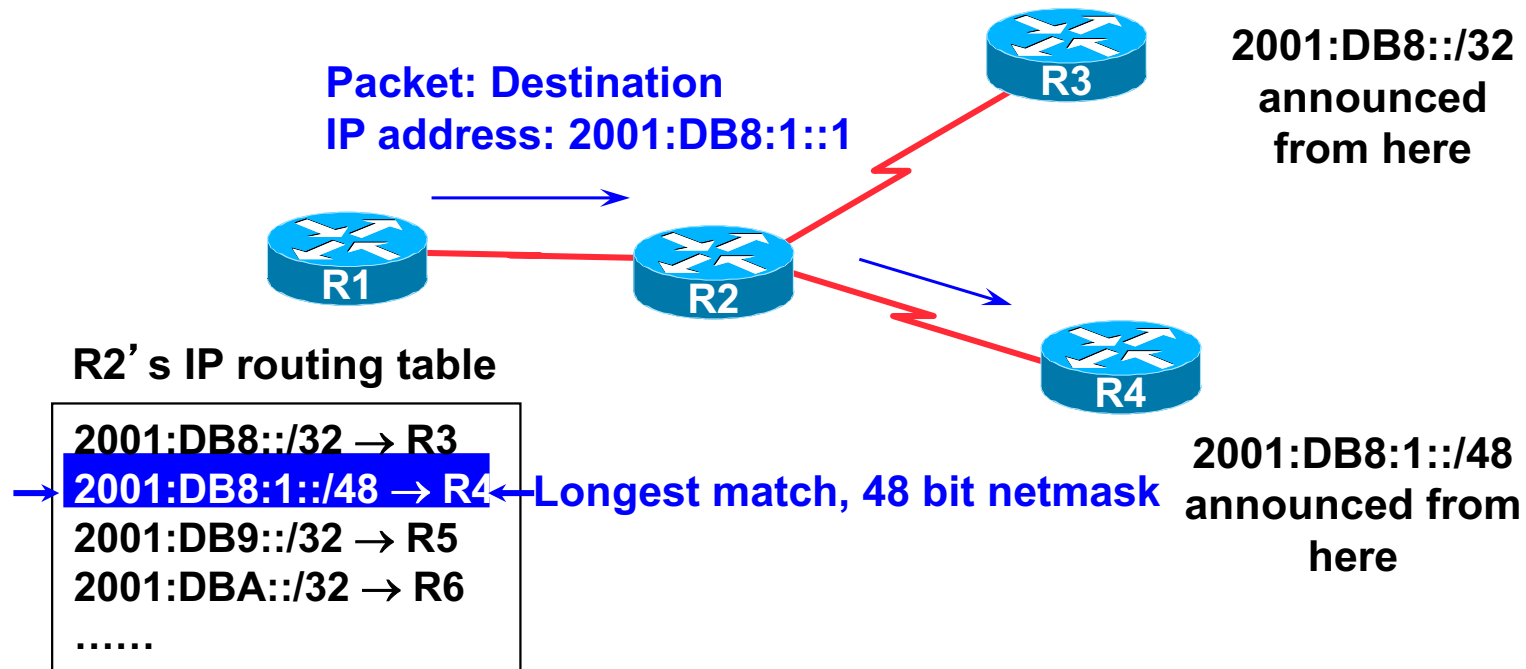 Packet: Destination
IP address: 2001:DB8:1::1
R3
2001:DB8::/32
announced
from here
R1
R2
R4
2001:DB8:1::/48
announced from
here
R2’s IP routing table
2001:DB8::/32 → R3
2001:DB8:1::/48 → R4
Longest match, 48 bit netmask
2001:DB9::/32 → R5
2001:DBA::/32 → R6
……